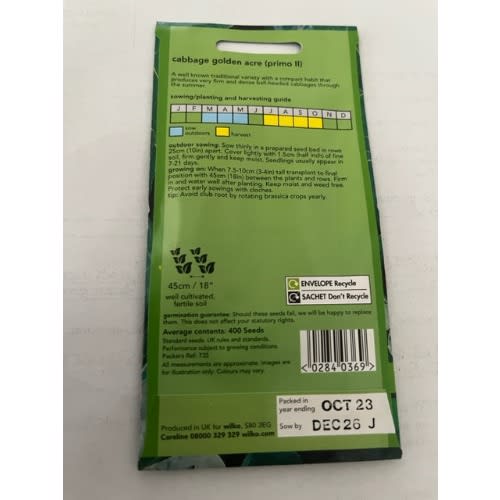 cabbage golden acre (primo II)
A well known traditional variety with a compact habit that
produces very firm and dense ball-headed cabbages through
the summer.
sowing/planting and harvesting guide
J F M A M J J A S O N D
sow outdoors
harvest
outdoor sowing: Sow thinly in a prepared seed bed in rows
25cm (10in) apart. Cover lightly with 1.5cm (half inch) of fine
soil, firm gently and keep moist. Seedlings usually appear in
7-21 days.
growing on: When 7.5-10cm (3-4in) tall transplant to final
position with 45cm (18in) between the plants and rows. Firm
in and water well after planting. Keep moist and weed free.
Protect early sowings with cloches.
tip: Avoid club root by rotating brassica crops yearly.
45cm / 18"
well cultivated,
fertile soil
ENVELOPE Recycle
SACHET Don't Recycle
germination guarantee: Should these seeds fail, we will be happy to replace
them. This does not affect your statutory rights.
Average contents: 400 Seeds
Standard seeds. UK rules and standards.
Performance subject to growing conditions.
Packers Ref: 735
All measurements are approximate. Images are
for illustration only. Colours may vary.
<02840369>
Produced in UK for wilko, S80 3EG
Careline 08000 329 329 wilko.com
Packed in
year ending OCT 23
Sow by DEC 26 J